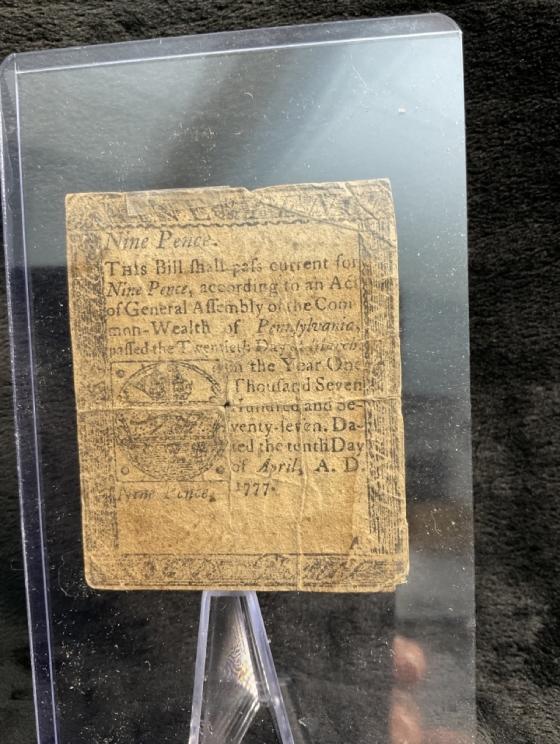 NINE PENCE
Nine Pence.
THIS Bill ſhall paſs current for
Nine Pence, according to an Act
of General Aſſembly of the Com
mon-Wealth of Pennſylvania,
paſſed the Twentieth Day of March,
in the Year One
Thouſand Seven
Hundred and Se-
venty-ſeven. Da-
ted the tenth Day
of April, A. D.
1777.
Nine Pence.